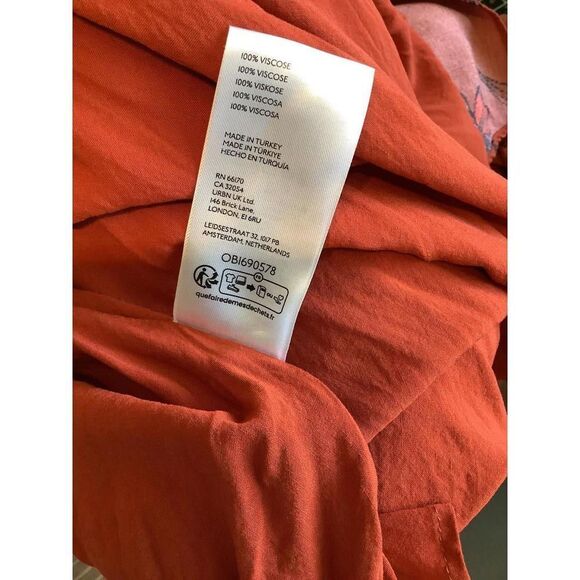 100% VISCOSE
100% VISCOSE
100% VISKOSE
100% VISCOSA
100% VISCOSA
MADE IN TURKEY
MADE IN TÜRKIYE
HECHO EN TURQUÍA
RN 66170
CA 32054
URBN UK Ltd.
146 Brick Lane,
LONDON, E1 6RU
LEIDSESTRAAT 32, 1017 PB
AMSTERDAM, NETHERLANDS
OB1690578
quefairedemesdechets.fr